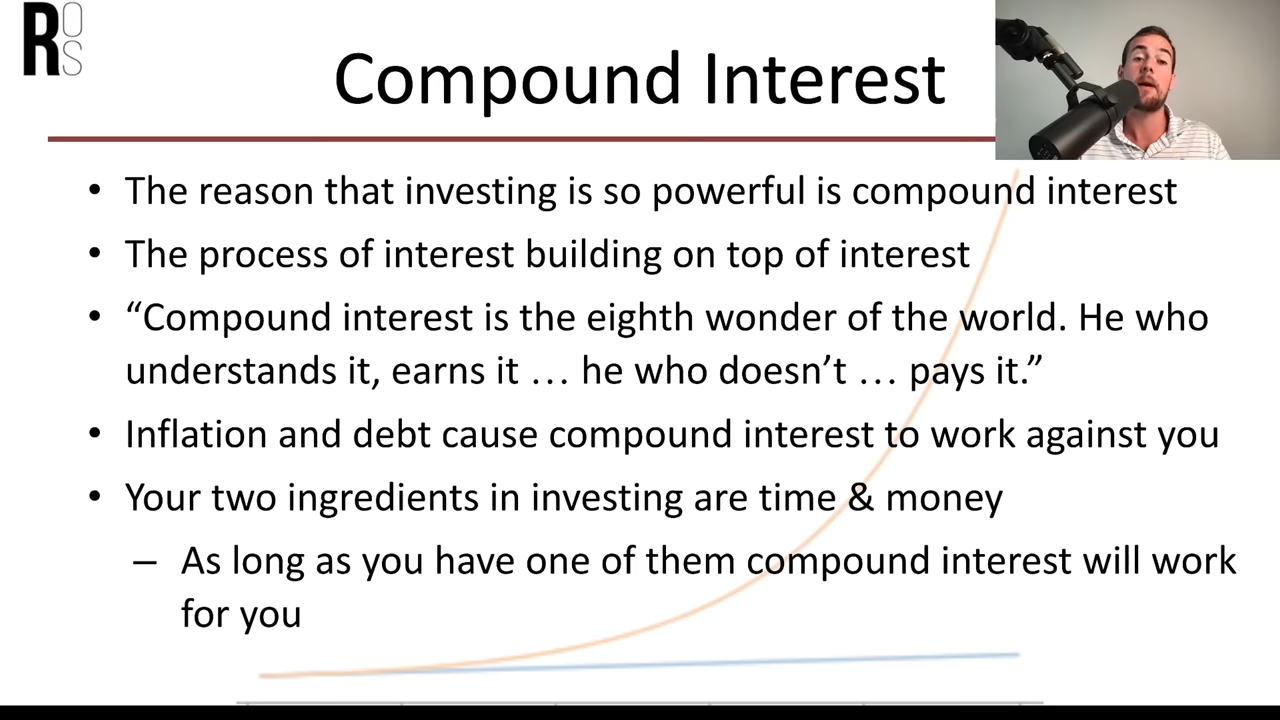 ROS
Compound Interest
• The reason that investing is so powerful is compound interest
• The process of interest building on top of interest
• “Compound interest is the eighth wonder of the world. He who
understands it, earns it … he who doesn’t … pays it.”
• Inflation and debt cause compound interest to work against you
• Your two ingredients in investing are time & money
– As long as you have one of them compound interest will work
for you